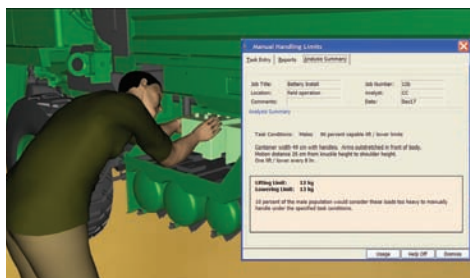 Manual Handling Limits
Task Entry Reports Analysis Summary
Job Title: Battery Install Job Number: 12b
Location: Field operation Analyst: CC
Comments: Date: Dec17
Analysis Summary
Task Conditions: Males 90 percent capable lift / lower limits
Container width 49 cm with handles. Arms outstretched in front of body.
Motion distance 25 cm from knuckle height to shoulder height.
One lift / lower every 8 hr.
Lifting Limit: 13 kg
Lowering Limit: 13 kg
10 percent of the male population would consider these loads too heavy to manually
handle under the specified task conditions.
Usage Help Off Dismiss